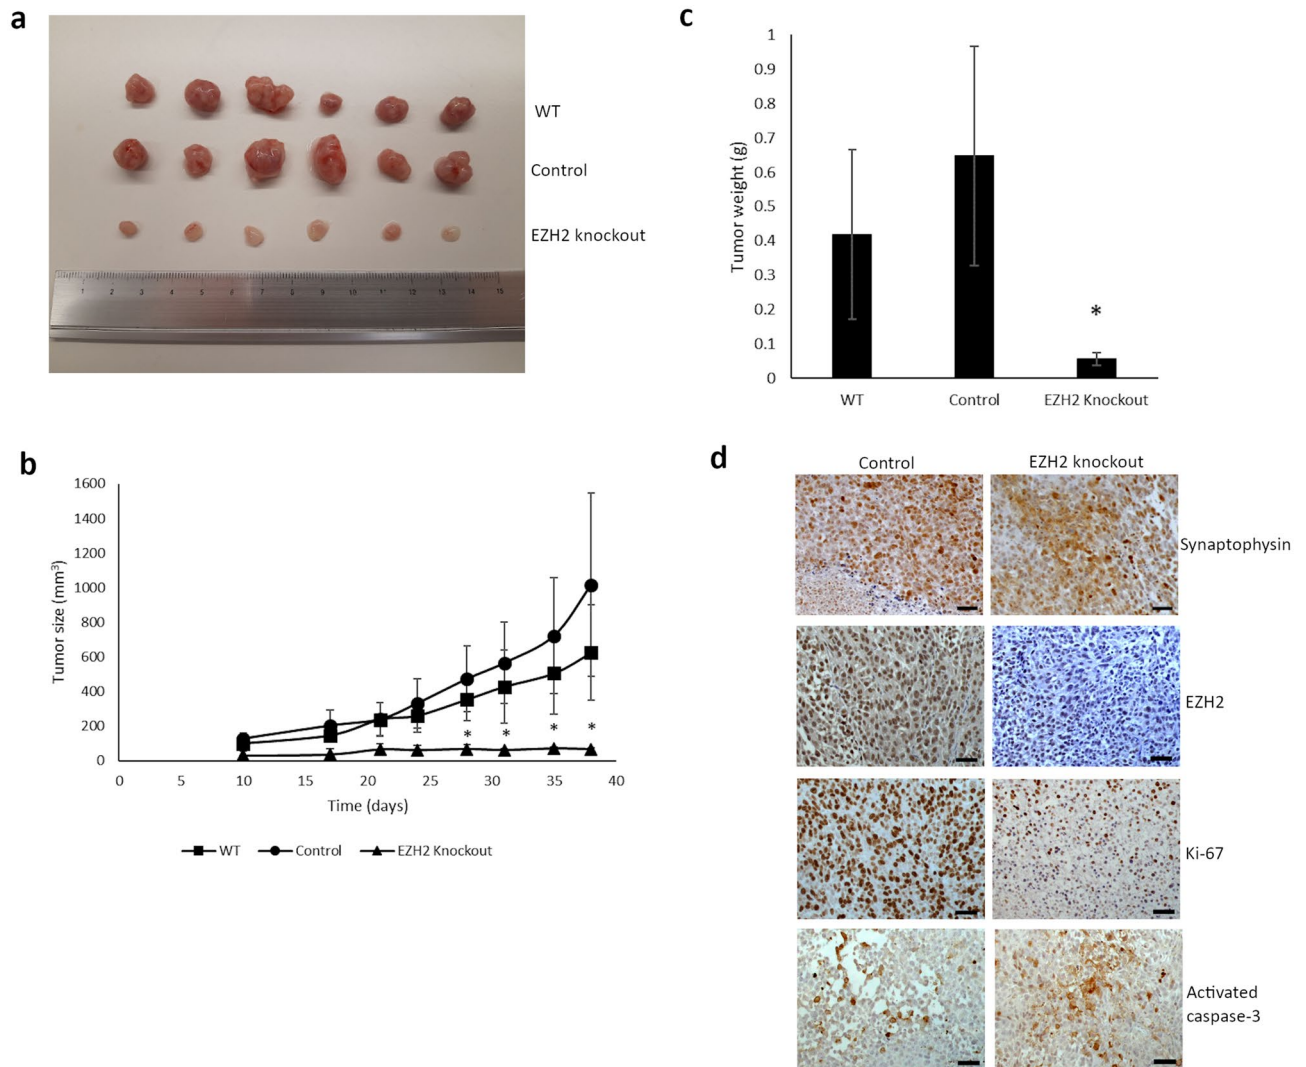 a
WT
Control
EZH2 knockout
1 2 3 4 5 6 7 8 9 10 11 12 13 14 15
b
1600
1400
1200
1000
800
600
400
200
0
Tumor size (mm³)
0 5 10 15 20 25 30 35 40
* * * *
Time (days)
WT Control EZH2 Knockout
c
1
0.9
0.8
0.7
0.6
0.5
0.4
0.3
0.2
0.1
0
Tumor weight (g)
*
WT Control EZH2 Knockout
d
Control EZH2 knockout
Synaptophysin
EZH2
Ki-67
Activated
caspase-3